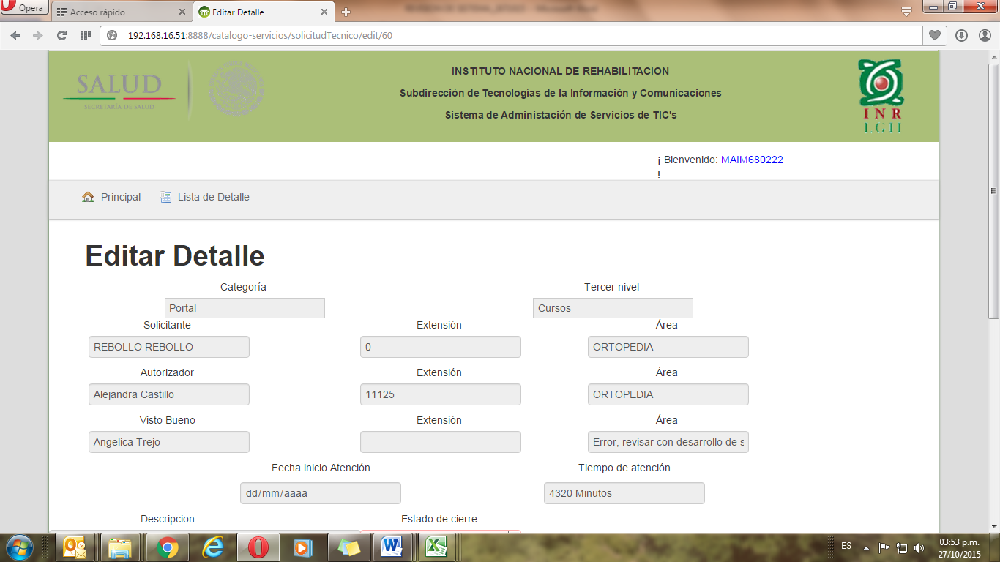 Opera
Acceso rápido
Editar Detalle
192.168.16.51:8888/catalogo-servicios/solicitudTecnico/edit/60
SALUD
SECRETARÍA DE SALUD
INSTITUTO NACIONAL DE REHABILITACION
Subdirección de Tecnologías de la Información y Comunicaciones
Sistema de Administación de Servicios de TIC's
INR
LGII
¡ Bienvenido: MAIM680222
!
Principal
Lista de Detalle
Editar Detalle
Categoría
Tercer nivel
Portal
Cursos
Solicitante
Extensión
Área
REBOLLO REBOLLO
0
ORTOPEDIA
Autorizador
Extensión
Área
Alejandra Castillo
11125
ORTOPEDIA
Visto Bueno
Extensión
Área
Angelica Trejo
Error, revisar con desarrollo de s
Fecha inicio Atención
Tiempo de atención
dd/mm/aaaa
4320 Minutos
Descripcion
Estado de cierre
ES
03:53 p.m.
27/10/2015